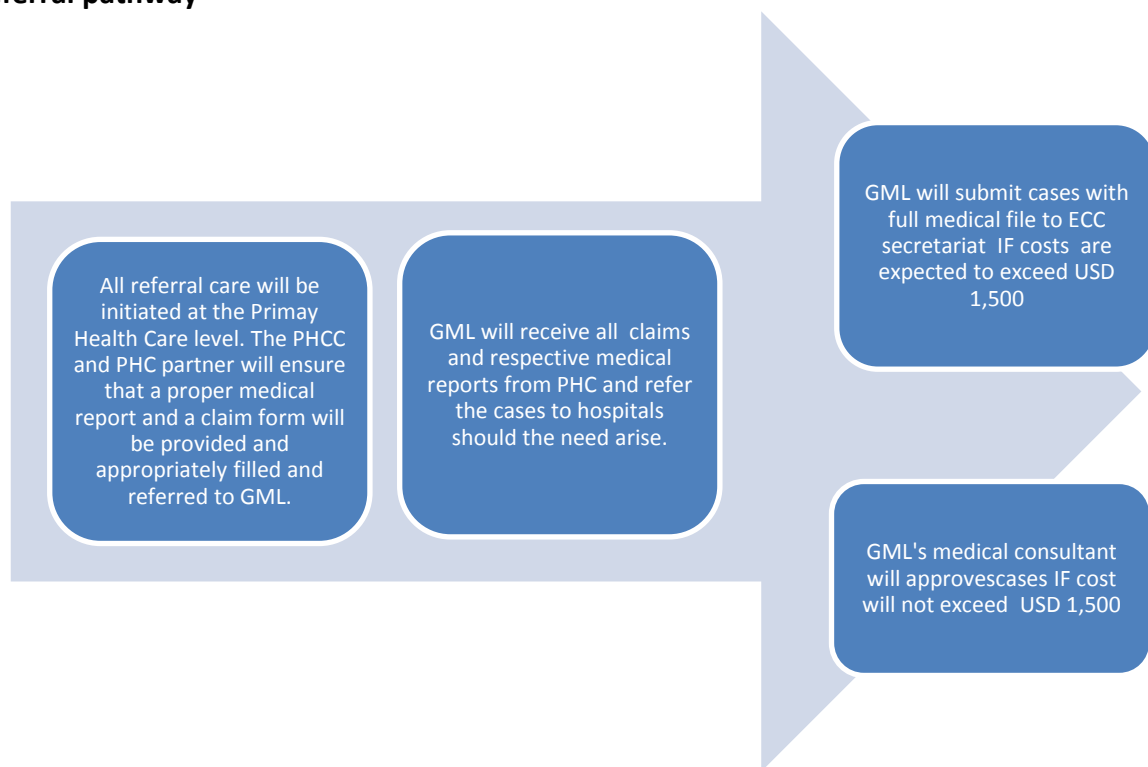 ferral pathway
All referral care will be
initiated at the Primay
Health Care level. The PHCC
and PHC partner will ensure
that a proper medical
report and a claim form will
be provided and
appropriately filled and
referred to GML.
GML will receive all claims
and respective medical
reports from PHC and refer
the cases to hospitals
should the need arise.
GML will submit cases with
full medical file to ECC
secretariat IF costs are
expected to exceed USD
1,500
GML's medical consultant
will approvescases IF cost
will not exceed USD 1,500